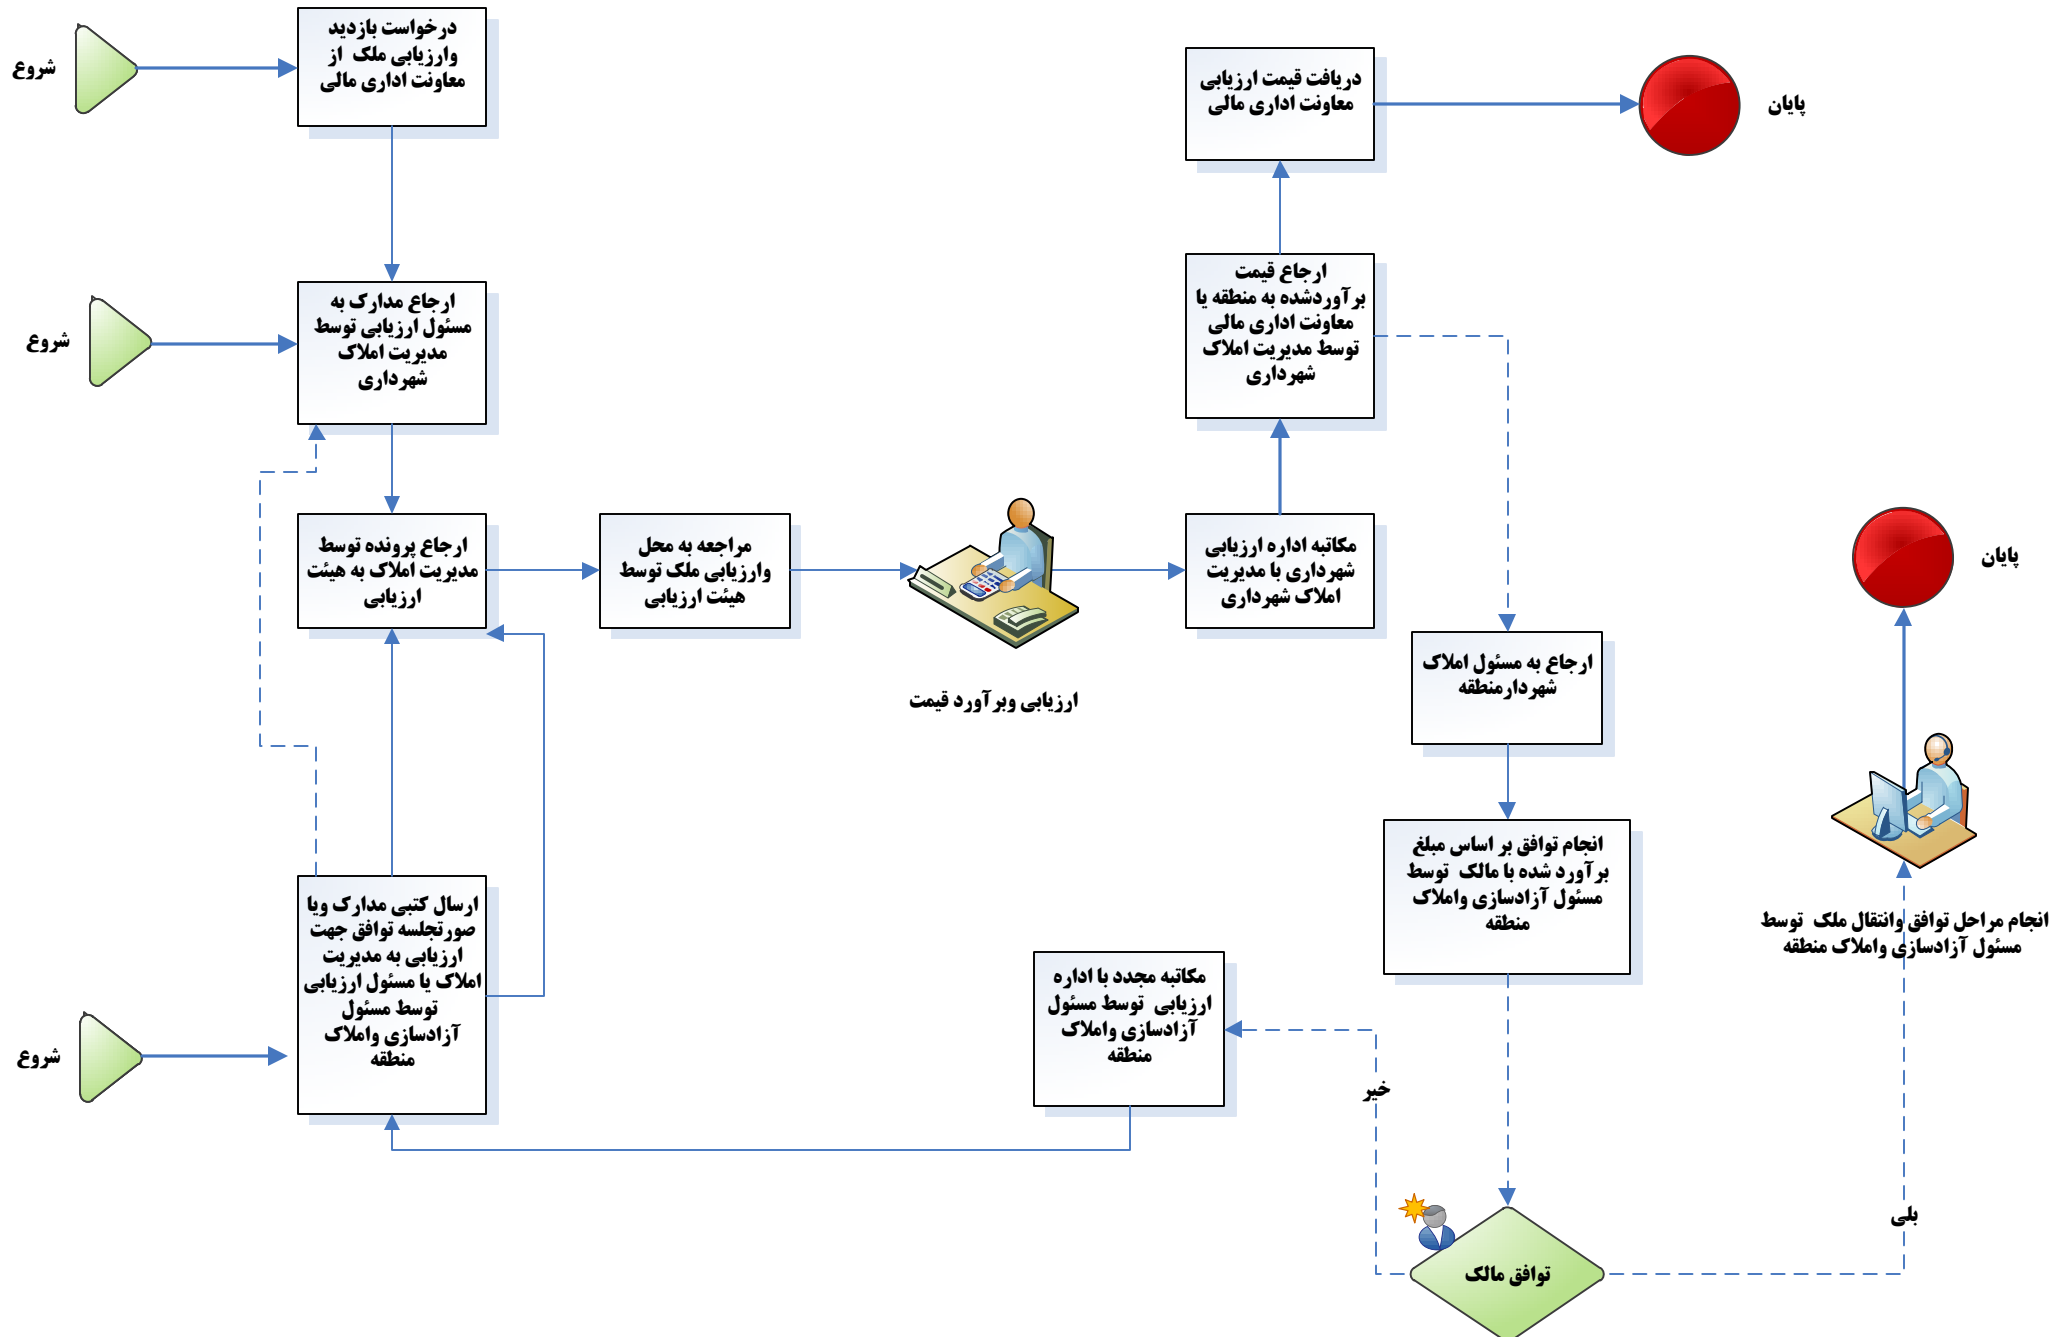 شروع
درخواست بازدید
وارزیابی ملک از
معاونت اداری مالی
شروع
ارجاع مدارک به
مسئول ارزیابی توسط
مدیریت املاک
شهرداری
ارجاع پرونده توسط
مدیریت املاک به هیئت
ارزیابی
مراجعه به محل
وارزیابی ملک توسط
هیئت ارزیابی
ارزیابی وبرآورد قیمت
شروع
ارسال کتبی مدارک ویا
صورتجلسه توافق جهت
ارزیابی به مدیریت
املاک یا مسئول ارزیابی
توسط مسئول
آزادسازی واملاک
منطقه
مکاتبه اداره ارزیابی
شهرداری با مدیریت
املاک شهرداری
ارجاع قیمت
برآوردشده به منطقه یا
معاونت اداری مالی
توسط مدیریت املاک
شهرداری
دریافت قیمت ارزیابی
معاونت اداری مالی
پایان
ارجاع به مسئول املاک
شهردارمنطقه
انجام توافق بر اساس مبلغ
برآورد شده با مالک توسط
مسئول آزادسازی واملاک
منطقه
توافق مالک
خیر
مکاتبه مجدد با اداره
ارزیابی توسط مسئول
آزادسازی واملاک
منطقه
بلی
انجام مراحل توافق وانتقال ملک توسط
مسئول آزادسازی واملاک منطقه
پایان